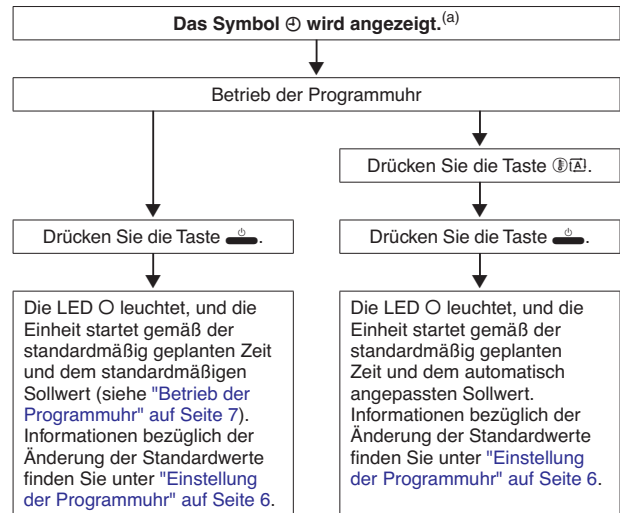 Das Symbol ◴ wird angezeigt.(a)
Betrieb der Programmuhr
Drücken Sie die Taste A.
Drücken Sie die Taste ⏻.
Drücken Sie die Taste ⏻.
Die LED O leuchtet, und die
Einheit startet gemäß der
standardmäßig geplanten Zeit
und dem standardmäßigen
Sollwert (siehe "Betrieb der
Programmuhr" auf Seite 7).
Informationen bezüglich der
Änderung der Standardwerte
finden Sie unter "Einstellung
der Programmuhr" auf Seite 6.
Die LED O leuchtet, und die
Einheit startet gemäß der
standardmäßig geplanten
Zeit und dem automatisch
angepassten Sollwert.
Informationen bezüglich der
Änderung der Standardwerte
finden Sie unter "Einstellung
der Programmuhr" auf Seite 6.